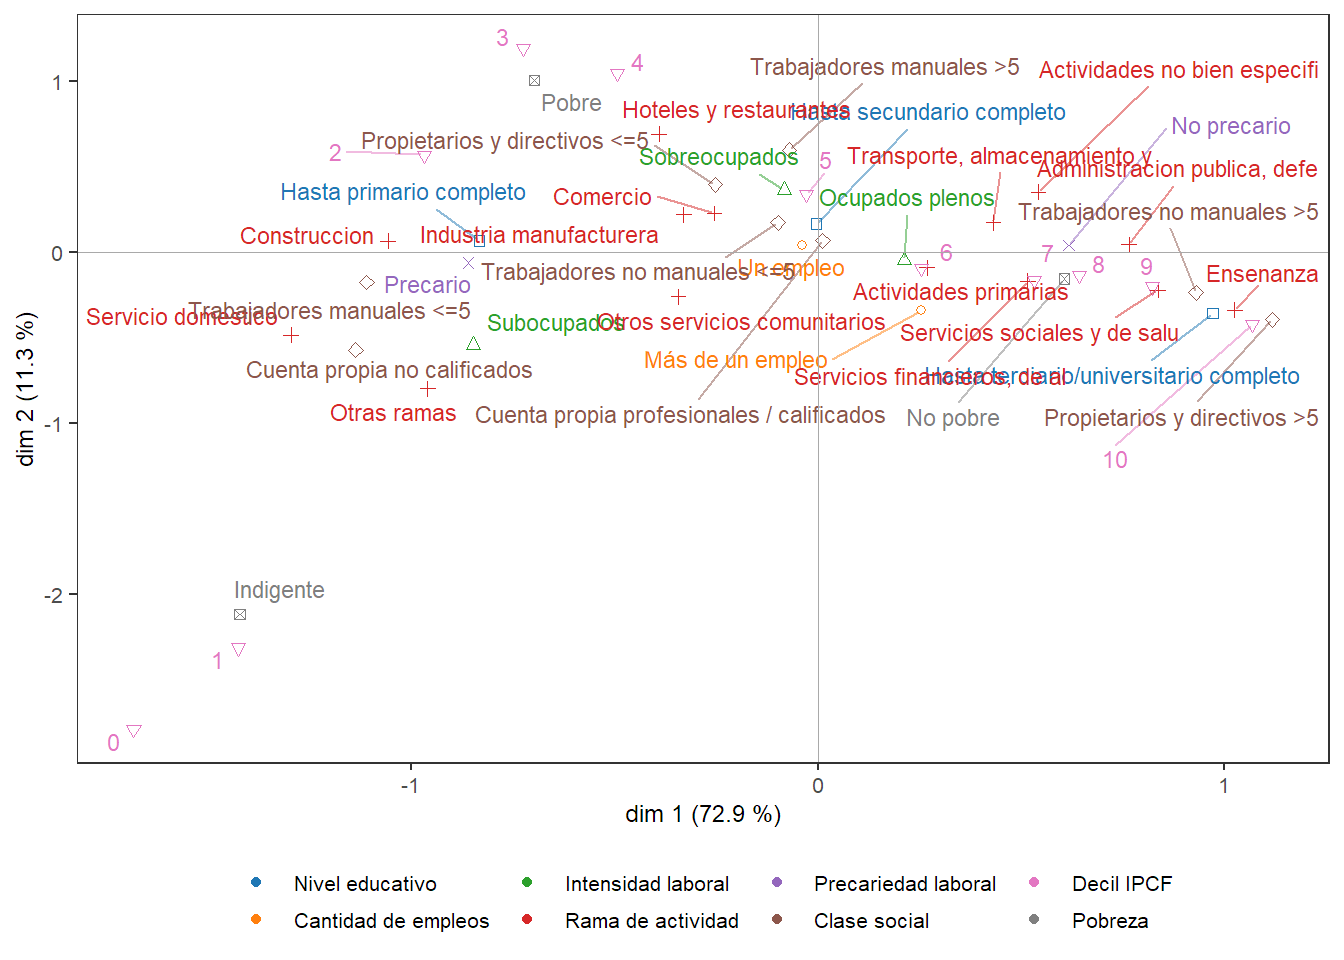 3
4
Trabajadores manuales >5
Actividades no bien especifi
Pobre
Hoteles y restaurantes
Hasta secundario completo
No precario
Propietarios y directivos <=5
2
Sobreocupados
5
Transporte, almacenamiento y
Administracion publica, defe
Hasta primario completo
Comercio
Ocupados plenos
Trabajadores no manuales >5
Construccion
Industria manufacturera
6
7
8
9
Trabajadores no manuales <=5
Un empleo
Ensenanza
Precario
Actividades primarias
Servicio domestico
Trabajadores manuales <=5
Subocupados
Otros servicios comunitarios
Servicios sociales y de salu
Más de un empleo
Cuenta propia no calificados
Servicios financieros, de al
Hasta terciario/universitario completo
Otras ramas
Cuenta propia profesionales / calificados
No pobre
Propietarios y directivos >5
10
Indigente
1
0
1
0
-1
-2
dim 2 (11.3 %)
-1
0
1
dim 1 (72.9 %)
Nivel educativo
Intensidad laboral
Precariedad laboral
Decil IPCF
Cantidad de empleos
Rama de actividad
Clase social
Pobreza